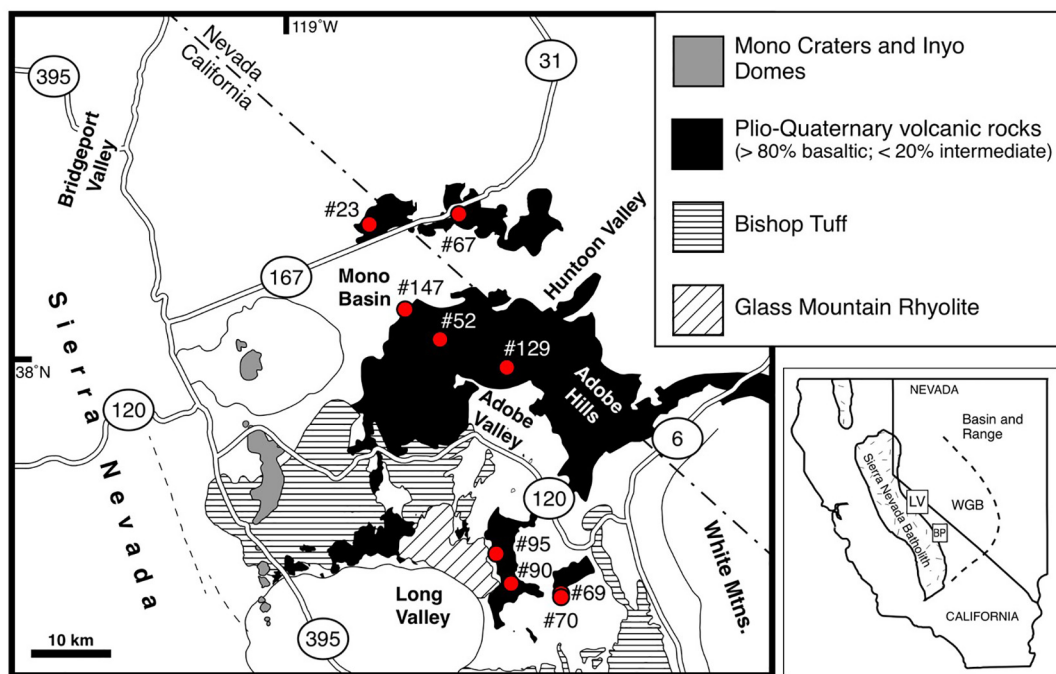 119°W
Nevada
California
395
31
Bridgeport
Valley
#23
#67
Huntoon Valley
167
Mono
Basin
#147
#52
#129
38°N
Sierra
Nevada
Adobe
Hills
Adobe
Valley
120
6
120
#95
#90
#69
#70
Long
Valley
White Mtns.
395
10 km
Mono Craters and Inyo
Domes
Plio-Quaternary volcanic rocks
(> 80% basaltic; < 20% intermediate)
Bishop Tuff
Glass Mountain Rhyolite
NEVADA
Basin and
Range
Sierra Nevada Batholith
LV
WGB
BP
CALIFORNIA